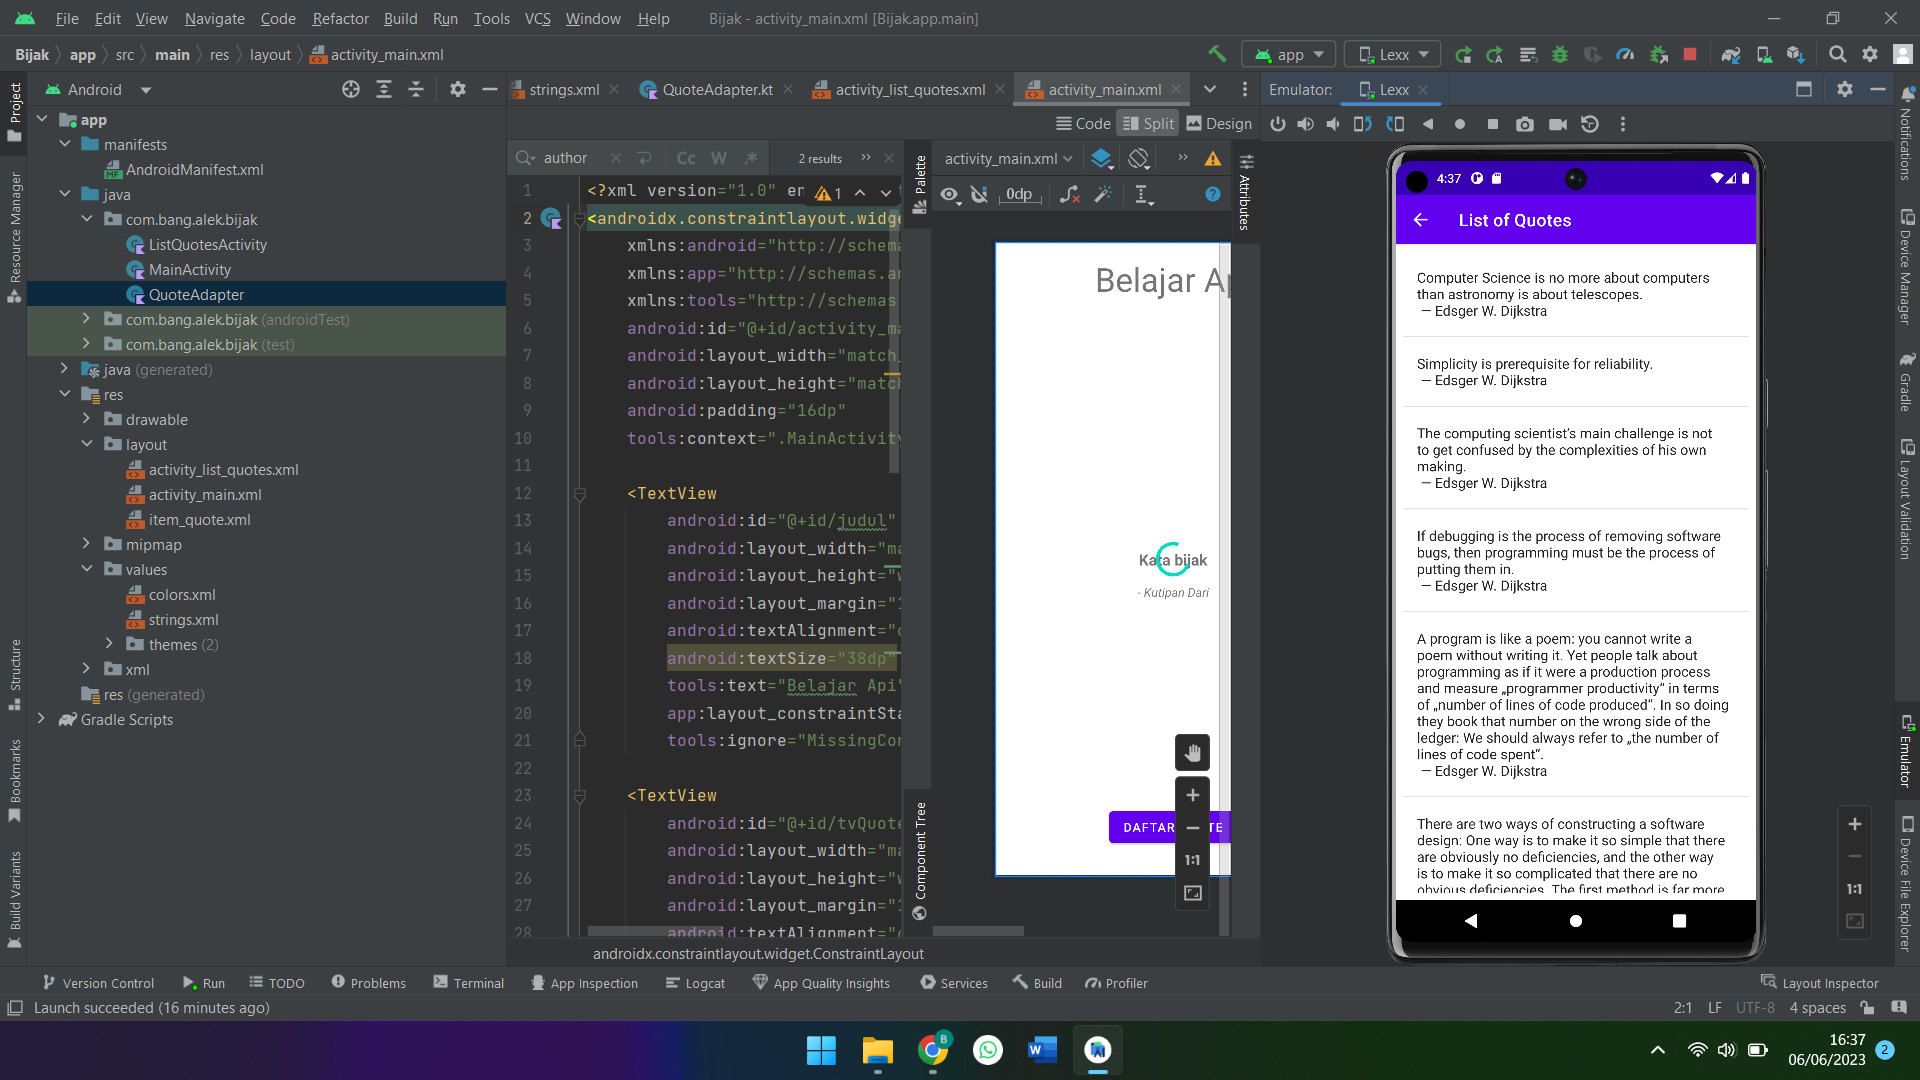 File Edit View Navigate Code Refactor Build Run Tools VCS Window Help Bijak - activity_main.xml [Bijak.app.main]
Bijak app src main res layout activity_main.xml app Lexx
Android strings.xml QuoteAdapter.kt activity_list_quotes.xml activity_main.xml Emulator: Lexx
Code Split Design
author Cc W .* 2 results activity_main.xml
0dp
Project
Resource Manager
Structure
Bookmarks
Build Variants
app
manifests
AndroidManifest.xml
java
com.bang.alek.bijak
ListQuotesActivity
MainActivity
QuoteAdapter
com.bang.alek.bijak (androidTest)
com.bang.alek.bijak (test)
java (generated)
res
drawable
layout
activity_list_quotes.xml
activity_main.xml
item_quote.xml
mipmap
values
colors.xml
strings.xml
themes (2)
xml
res (generated)
Gradle Scripts
1 <?xml version="1.0" en 1
2 <androidx.constraintlayout.widge
3 xmlns:android="http://schema
4 xmlns:app="http://schemas.an
5 xmlns:tools="http://schemas.
6 android:id="@+id/activity_ma
7 android:layout_width="match_
8 android:layout_height="match
9 android:padding="16dp"
10 tools:context=".MainActivity
11
12 <TextView
13 android:id="@+id/judul"
14 android:layout_width="ma
15 android:layout_height="w
16 android:layout_margin="1
17 android:textAlignment="c
18 android:textSize="38dp"
19 tools:text="Belajar Api"
20 app:layout_constraintSta
21 tools:ignore="MissingCon
22
23 <TextView
24 android:id="@+id/tvQuote
25 android:layout_width="ma
26 android:layout_height="w
27 android:layout_margin="1
28 android:textAlignment="c
androidx.constraintlayout.widget.ConstraintLayout
Palette
Component Tree
Attributes
Belajar Ap
Kata bijak
- Kutipan Dari
DAFTAR TE
1:1
4:37
List of Quotes
Computer Science is no more about computers
than astronomy is about telescopes.
— Edsger W. Dijkstra
Simplicity is prerequisite for reliability.
— Edsger W. Dijkstra
The computing scientist's main challenge is not
to get confused by the complexities of his own
making.
— Edsger W. Dijkstra
If debugging is the process of removing software
bugs, then programming must be the process of
putting them in.
— Edsger W. Dijkstra
A program is like a poem: you cannot write a
poem without writing it. Yet people talk about
programming as if it were a production process
and measure „programmer productivity“ in terms
of „number of lines of code produced“. In so doing
they book that number on the wrong side of the
ledger: We should always refer to „the number of
lines of code spent“.
— Edsger W. Dijkstra
There are two ways of constructing a software
design: One way is to make it so simple that there
are obviously no deficiencies, and the other way
is to make it so complicated that there are no
obvious deficiencies. The first method is far more
1:1
Notifications
Device Manager
Gradle
Layout Validation
Emulator
Device File Explorer
Version Control Run TODO Problems Terminal App Inspection Logcat App Quality Insights Services Build Profiler Layout Inspector
Launch succeeded (16 minutes ago) 2:1 LF UTF-8 4 spaces
B
W
16:37
06/06/2023
2